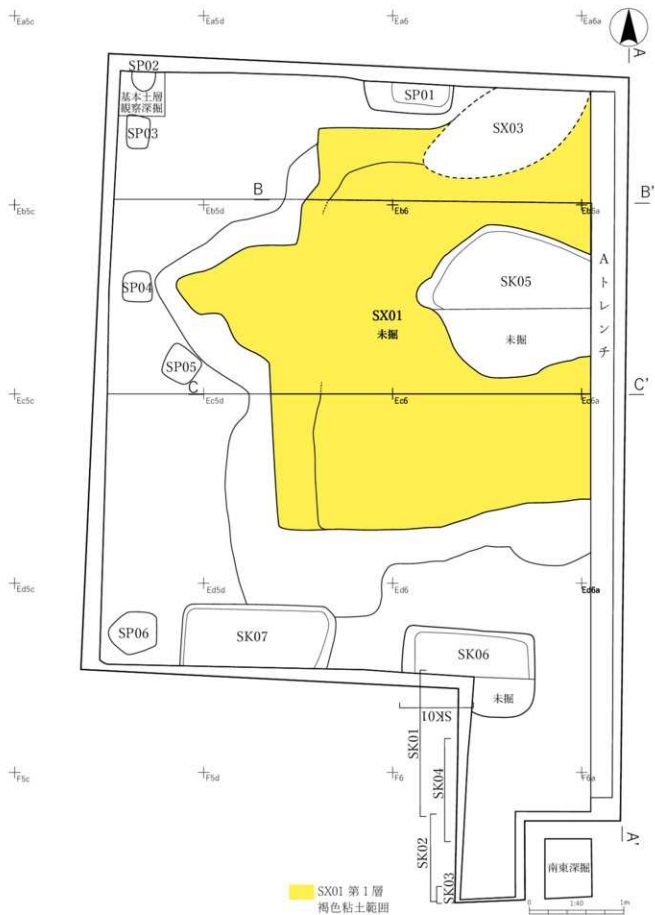 Ea5c
Ea5d
Ea6
Ea6a
A
SP02
基本土層
観察深掘
SP01
SP03
SX03
B
B'
Eb5c
Eb5d
Eb6
Eb6a
Aトレンチ
SK05
SP04
SX01
未掘
未掘
SP05
C
C'
Ec5c
Ec5d
Ec6
Ec6a
Ed5c
Ed5d
Ed6
Ed6a
SP06
SK07
SK06
未掘
SK01
SK01
SK04
F5c
F5d
F6
F6a
SK02
A'
SK03
南東深掘
SX01 第1層
褐色粘土範囲
0
1:40
1m